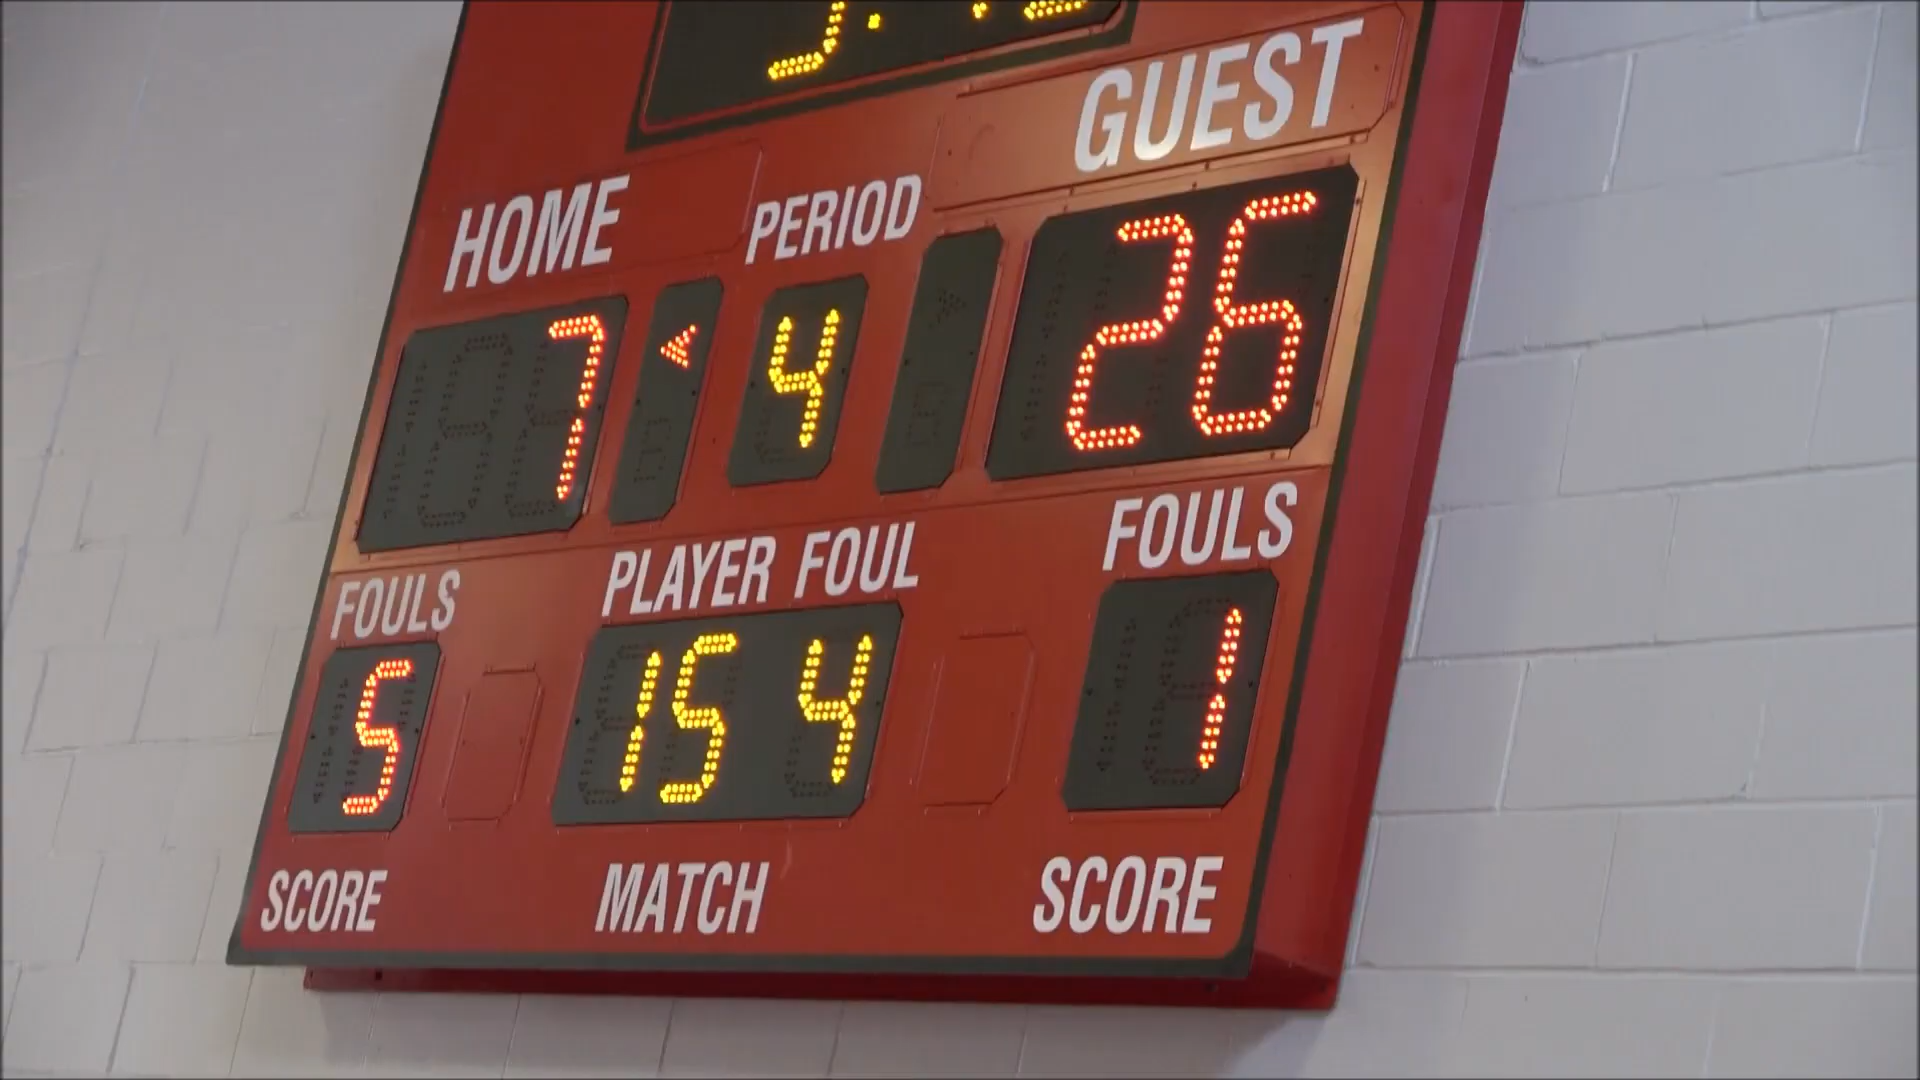 GUEST
HOME PERIOD
7 4 26
FOULS PLAYER FOUL FOULS
5 15 4 1
SCORE MATCH SCORE